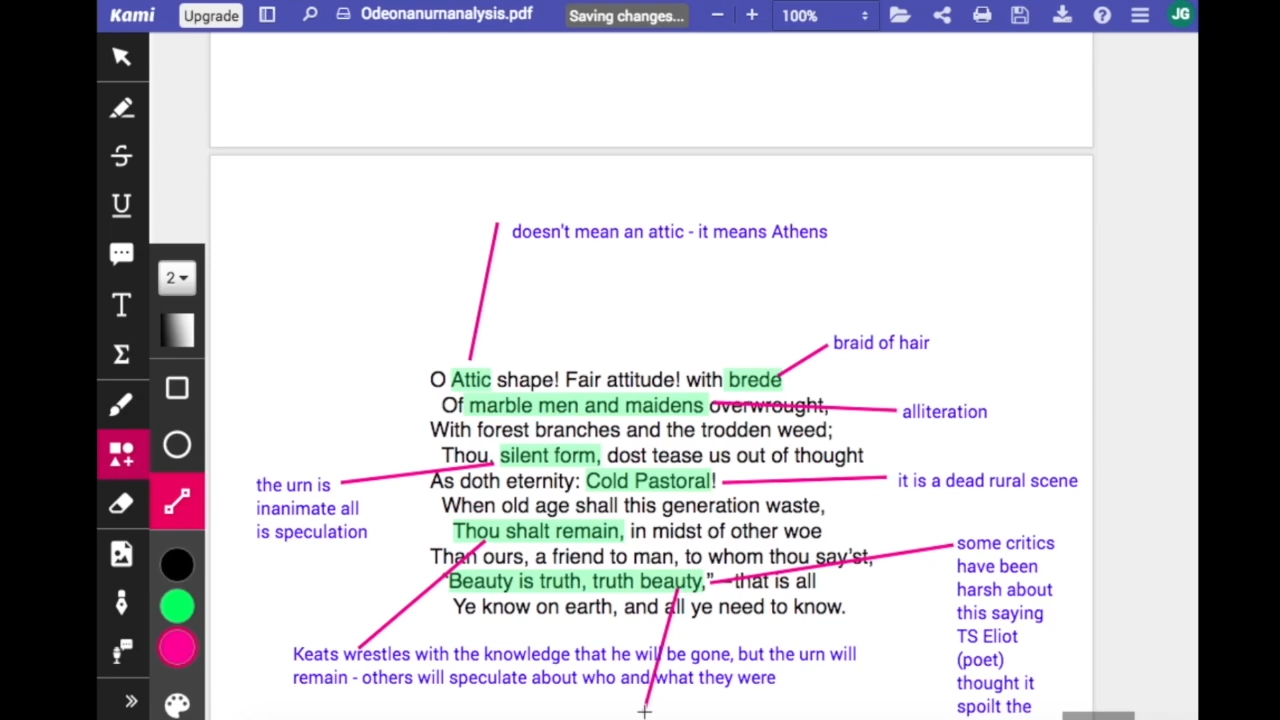 Kami Upgrade Odeonanurnanalysis.pdf Saving changes... 100% JG
2
doesn't mean an attic - it means Athens
braid of hair
O Attic shape! Fair attitude! with brede
Of marble men and maidens overwrought,
alliteration
With forest branches and the trodden weed;
Thou, silent form, dost tease us out of thought
As doth eternity: Cold Pastoral!
it is a dead rural scene
the urn is
inanimate all
is speculation
When old age shall this generation waste,
Thou shalt remain, in midst of other woe
Than ours, a friend to man, to whom thou say'st,
"Beauty is truth, truth beauty,"—that is all
Ye know on earth, and all ye need to know.
some critics
have been
harsh about
this saying
TS Eliot
(poet)
thought it
spoilt the
Keats wrestles with the knowledge that he will be gone, but the urn will
remain - others will speculate about who and what they were